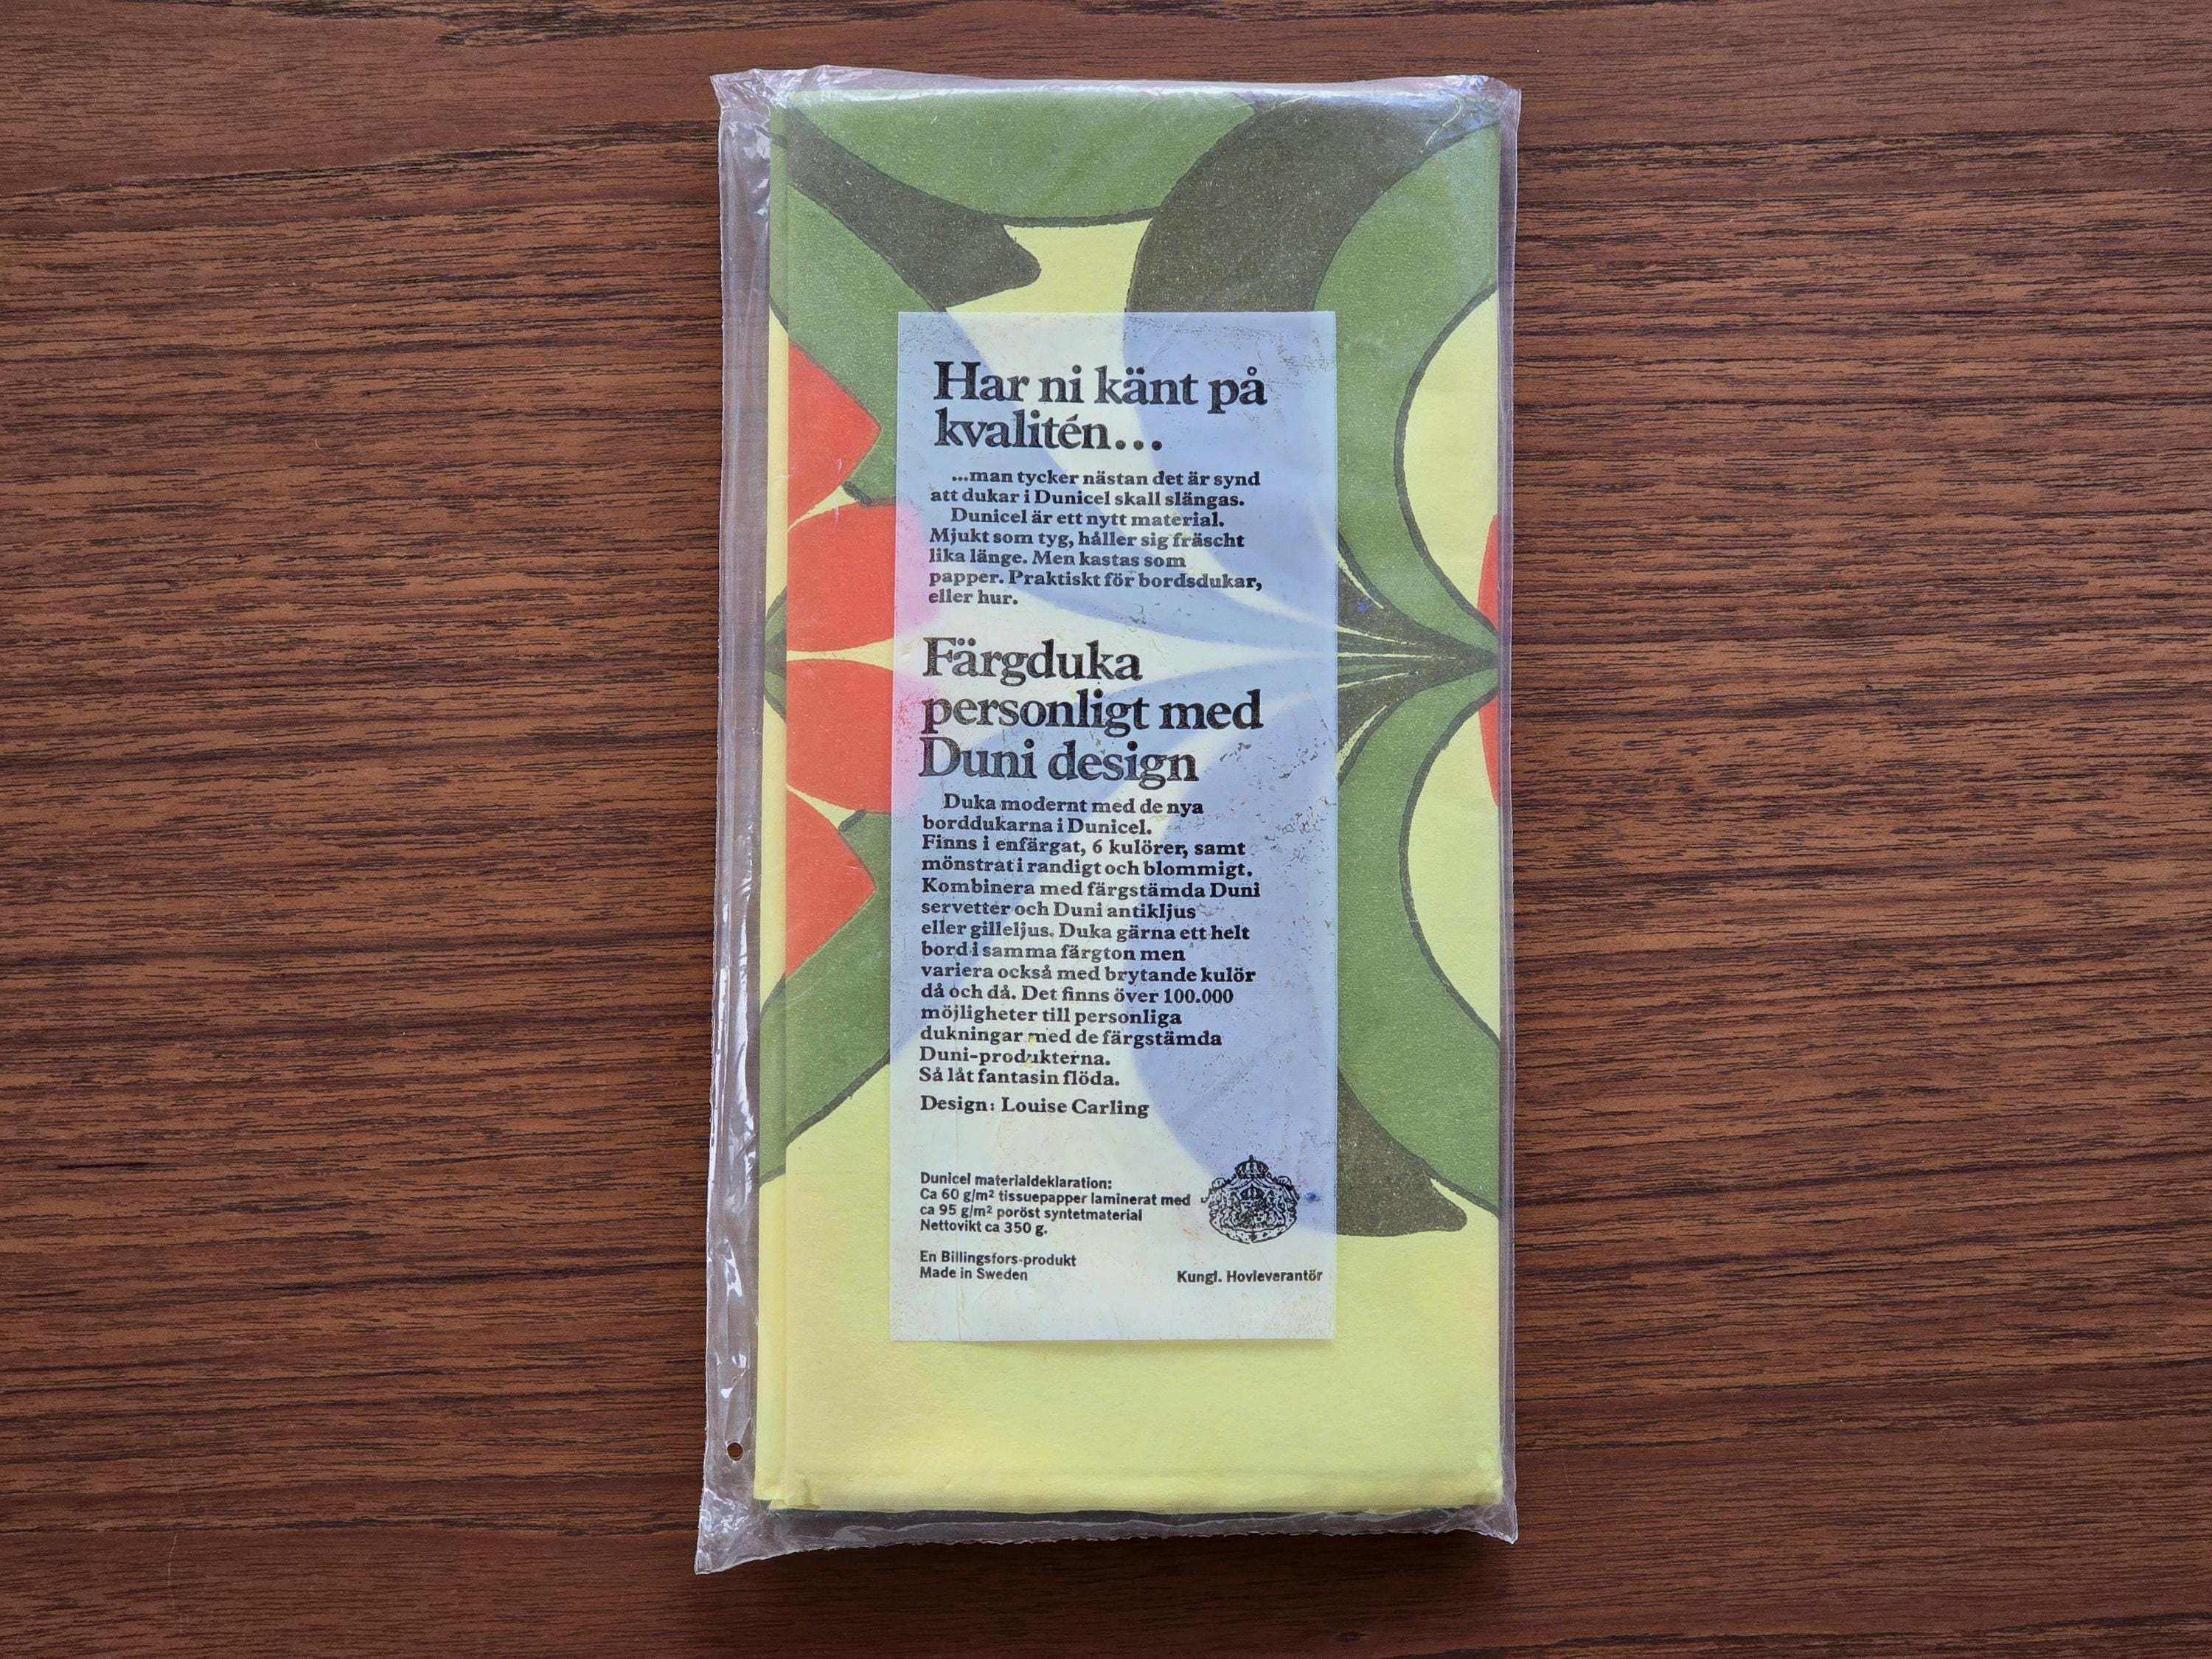 Har ni känt på
kvalitén...
...man tycker nästan det är synd
att dukar i Dunicel skall slängas.
Dunicel är ett nytt material.
Mjukt som tyg, håller sig fräscht
lika länge. Men kastas som
papper. Praktiskt för bordsdukar,
eller hur.
Färgduka
personligt med
Duni design
Duka modernt med de nya
borddukarna i Dunicel.
Finns i enfärgat, 6 kulörer, samt
mönstrat i randigt och blommigt.
Kombinera med färgstämda Duni
servetter och Duni antikljus
eller gilleljus. Duka gärna ett helt
bord i samma färgton men
variera också med brytande kulör
då och då. Det finns över 100.000
möjligheter till personliga
dukningar med de färgstämda
Duni-produkterna.
Så låt fantasin flöda.
Design: Louise Carling
Dunicel materialdeklaration:
Ca 60 g/m² tissuepapper laminerat med
ca 95 g/m² poröst syntetmaterial
Nettovikt ca 350 g.
En Billingsfors-produkt
Made in Sweden
Kungl. Hovleverantör